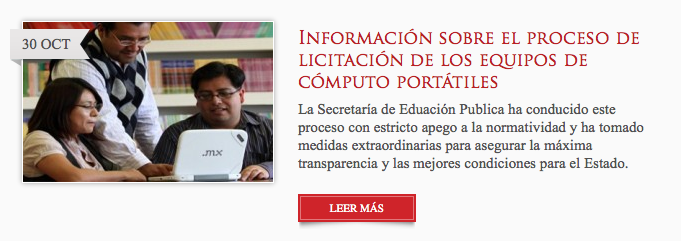 30 OCT
INFORMACIÓN SOBRE EL PROCESO DE
LICITACIÓN DE LOS EQUIPOS DE
CÓMPUTO PORTÁTILES
La Secretaría de Eduación Publica ha conducido este
proceso con estricto apego a la normatividad y ha tomado
medidas extraordinarias para asegurar la máxima
transparencia y las mejores condiciones para el Estado.
.mx
LEER MÁS